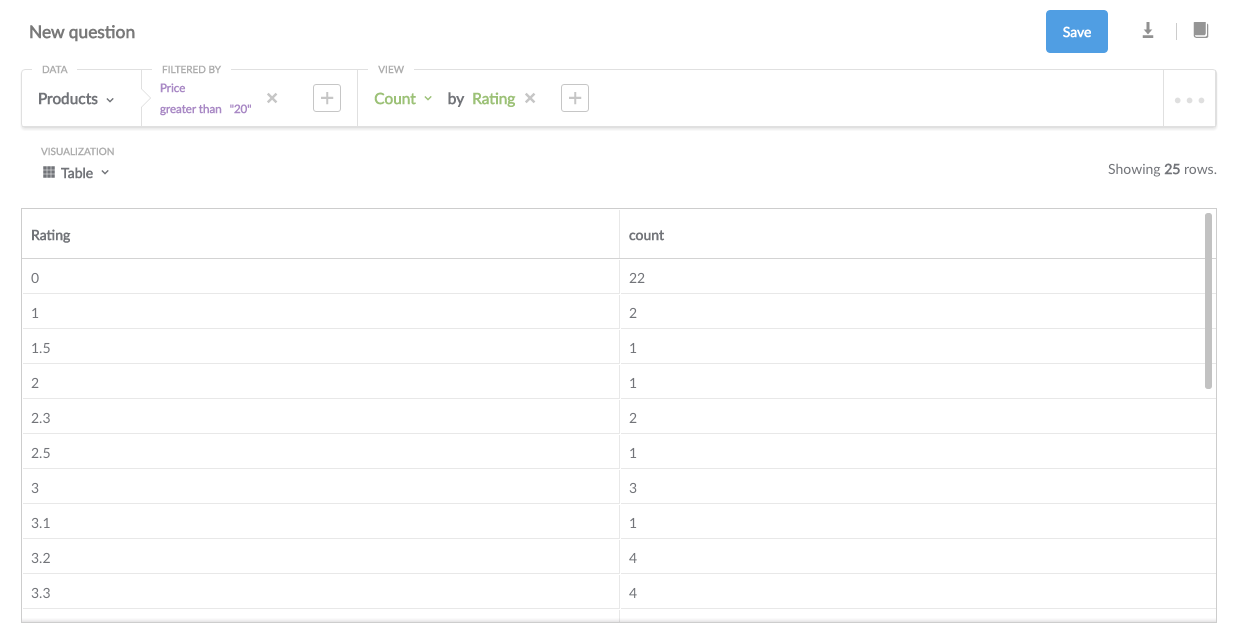 New question
Save
DATA
FILTERED BY
VIEW
Products
Price
greater than "20"
Count by Rating
VISUALIZATION
Table
Showing 25 rows.
Rating count
0 22
1 2
1.5 1
2 1
2.3 2
2.5 1
3 3
3.1 1
3.2 4
3.3 4